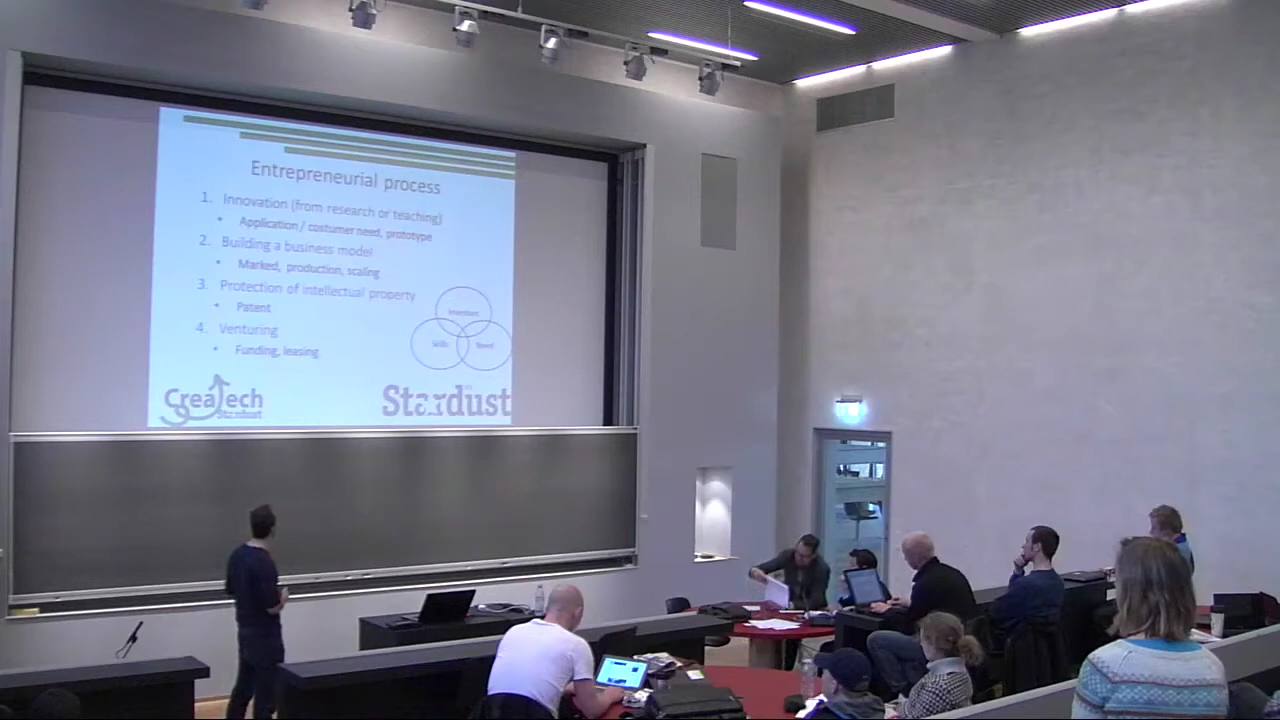 Entrepreneurial process
1. Innovation (from research or teaching)
• Application / costumer need, prototype
2. Building a business model
• Marked, production, scaling
3. Protection of intellectual property
• Patent
4. Venturing
• Funding, leasing
Skills
Need
CreaTech
Stardust
Stardust